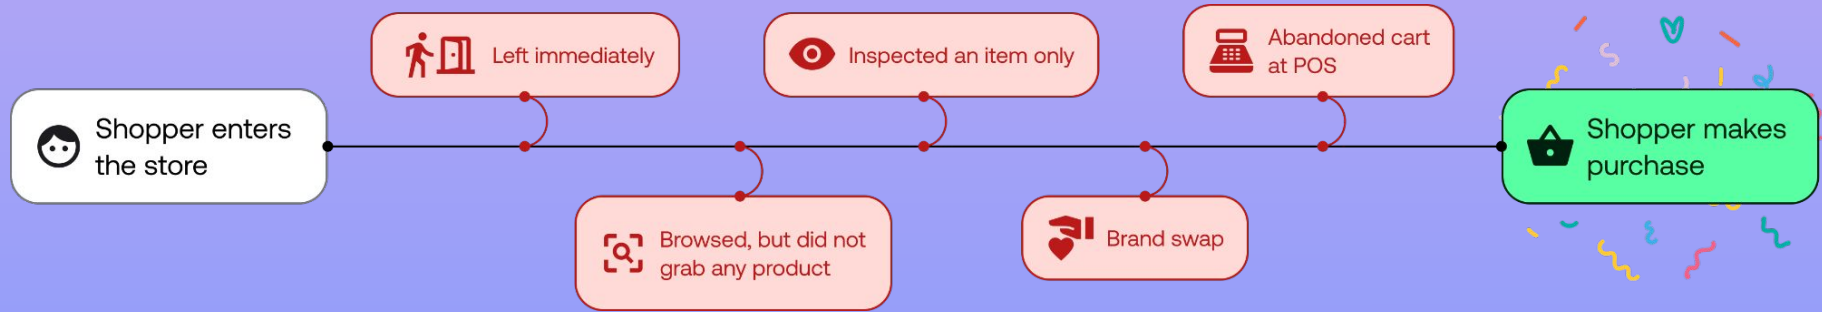 Shopper enters
the store
Left immediately
Browsed, but did not
grab any product
Inspected an item only
Brand swap
Abandoned cart
at POS
Shopper makes
purchase